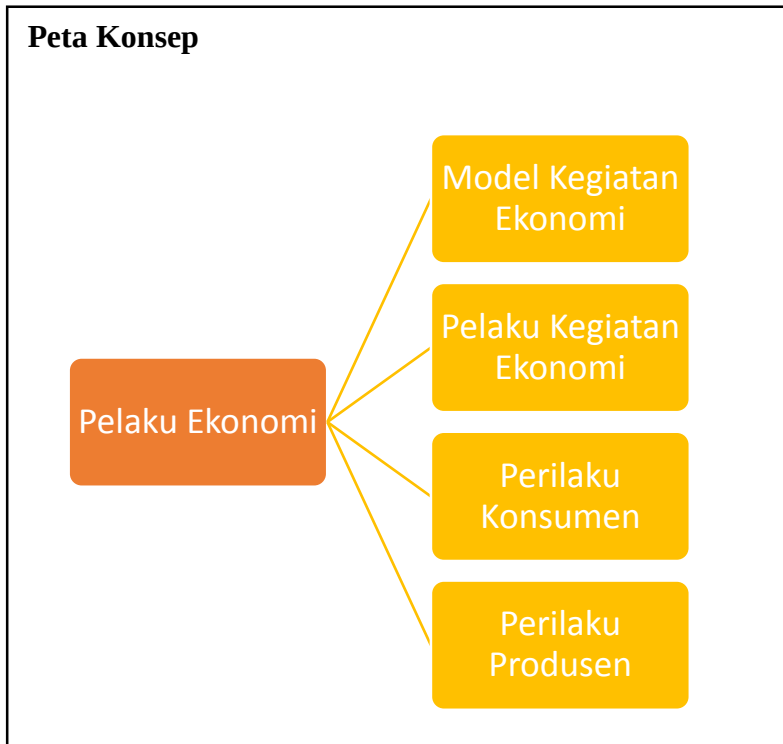 Peta Konsep
Model Kegiatan
Ekonomi
Pelaku Kegiatan
Ekonomi
Pelaku Ekonomi
Perilaku
Konsumen
Perilaku
Produsen